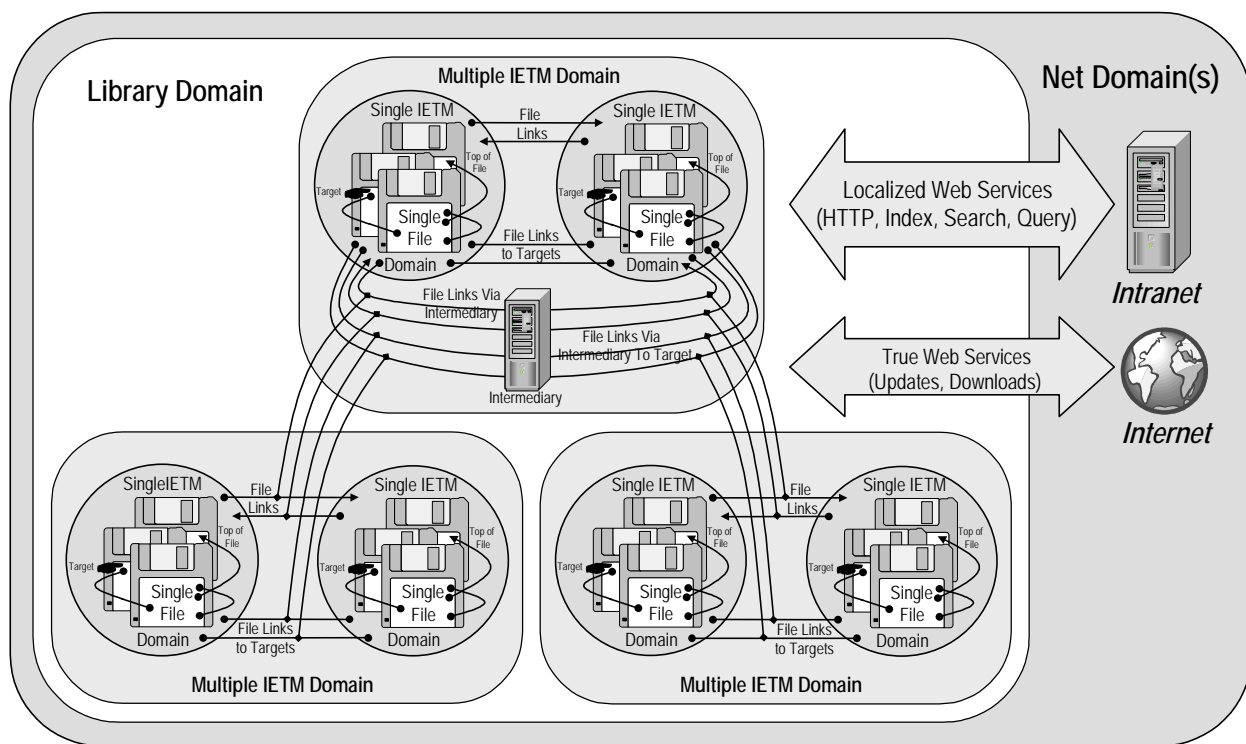 Library Domain
Net Domain(s)
Multiple IETM Domain
Single IETM
File
Links
Single IETM
Top of
File
Target
Single
File
Domain
Top of
File
Target
Single
File
Domain
File Links
to Targets
File Links Via
Intermediary
File Links Via
Intermediary To Target
Intermediary
Localized Web Services
(HTTP, Index, Search, Query)
Intranet
True Web Services
(Updates, Downloads)
Internet
SingleIETM
File
Links
Single IETM
Top of
File
Target
Single
File
Domain
Top of
File
Target
Single
File
Domain
File Links
to Targets
Multiple IETM Domain
Single IETM
File
Links
Single IETM
Top of
File
Target
Single
File
Domain
Top of
File
Target
Single
File
Domain
File Links
to Targets
Multiple IETM Domain